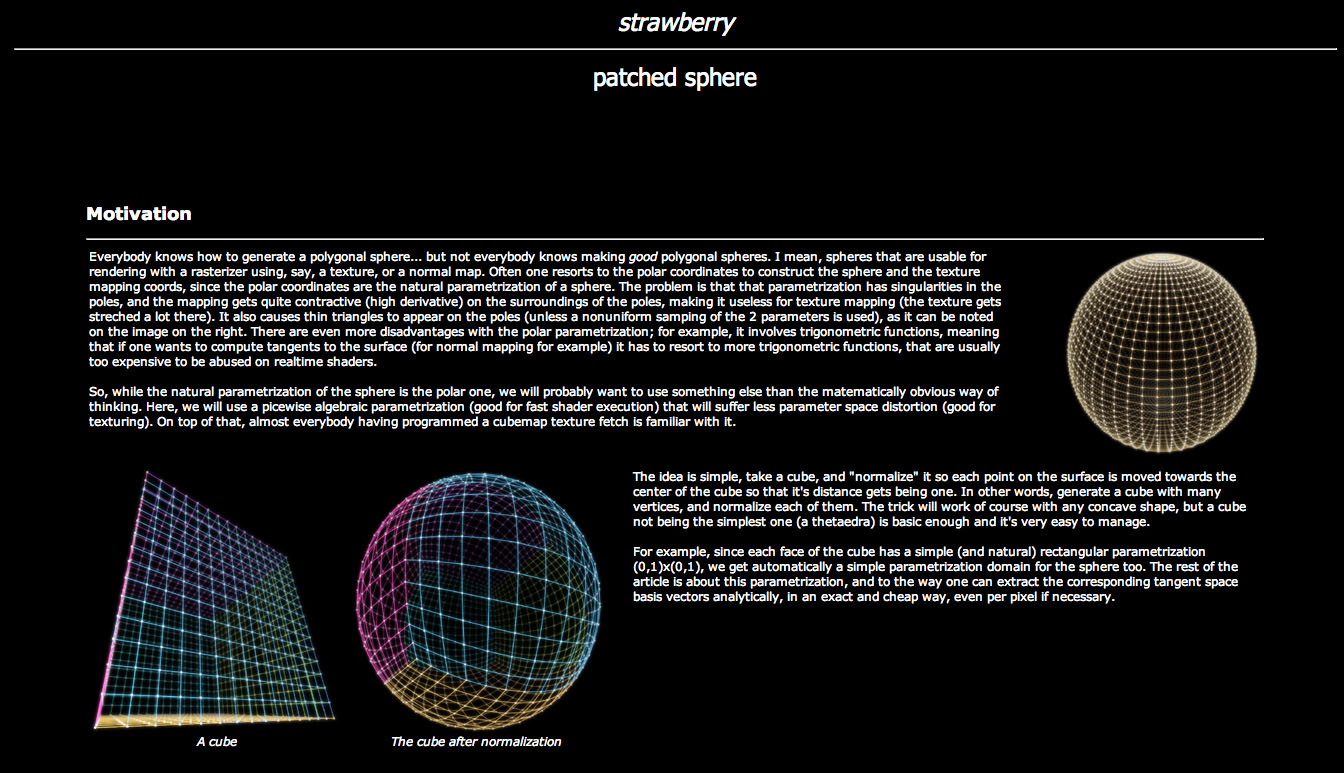 strawberry
patched sphere
Motivation
Everybody knows how to generate a polygonal sphere... but not everybody knows making good polygonal spheres. I mean, spheres that are usable for
rendering with a rasterizer using, say, a texture, or a normal map. Often one resorts to the polar coordinates to construct the sphere and the texture
mapping coords, since the polar coordinates are the natural parametrization of a sphere. The problem is that that parametrization has singularities in the
poles, and the mapping gets quite contractive (high derivative) on the surroundings of the poles, making it useless for texture mapping (the texture gets
streched a lot there). It also causes thin triangles to appear on the poles (unless a nonuniform sampling of the 2 parameters is used), as it can be noted
on the image on the right. There are even more disadvantages with the polar parametrization; for example, it involves trigonometric functions, meaning
that if one wants to compute tangents to the surface (for normal mapping for example) it has to resort to more trigonometric functions, that are usually
too expensive to be abused on realtime shaders.
So, while the natural parametrization of the sphere is the polar one, we will probably want to use something else than the matematically obvious way of
thinking. Here, we will use a picewise algebraic parametrization (good for fast shader execution) that will suffer less parameter space distortion (good for
texturing). On top of that, almost everybody having programmed a cubemap texture fetch is familiar with it.
The idea is simple, take a cube, and "normalize" it so each point on the surface is moved towards the
center of the cube so that it's distance gets being one. In other words, generate a cube with many
vertices, and normalize each of them. The trick will work of course with any concave shape, but a cube
not being the simplest one (a thetaedra) is basic enough and it's very easy to manage.
For example, since each face of the cube has a simple (and natural) rectangular parametrization
(0,1)x(0,1), we get automatically a simple parametrization domain for the sphere too. The rest of the
article is about this parametrization, and to the way one can extract the corresponding tangent space
basis vectors analytically, in an exact and cheap way, even per pixel if necessary.
A cube
The cube after normalization